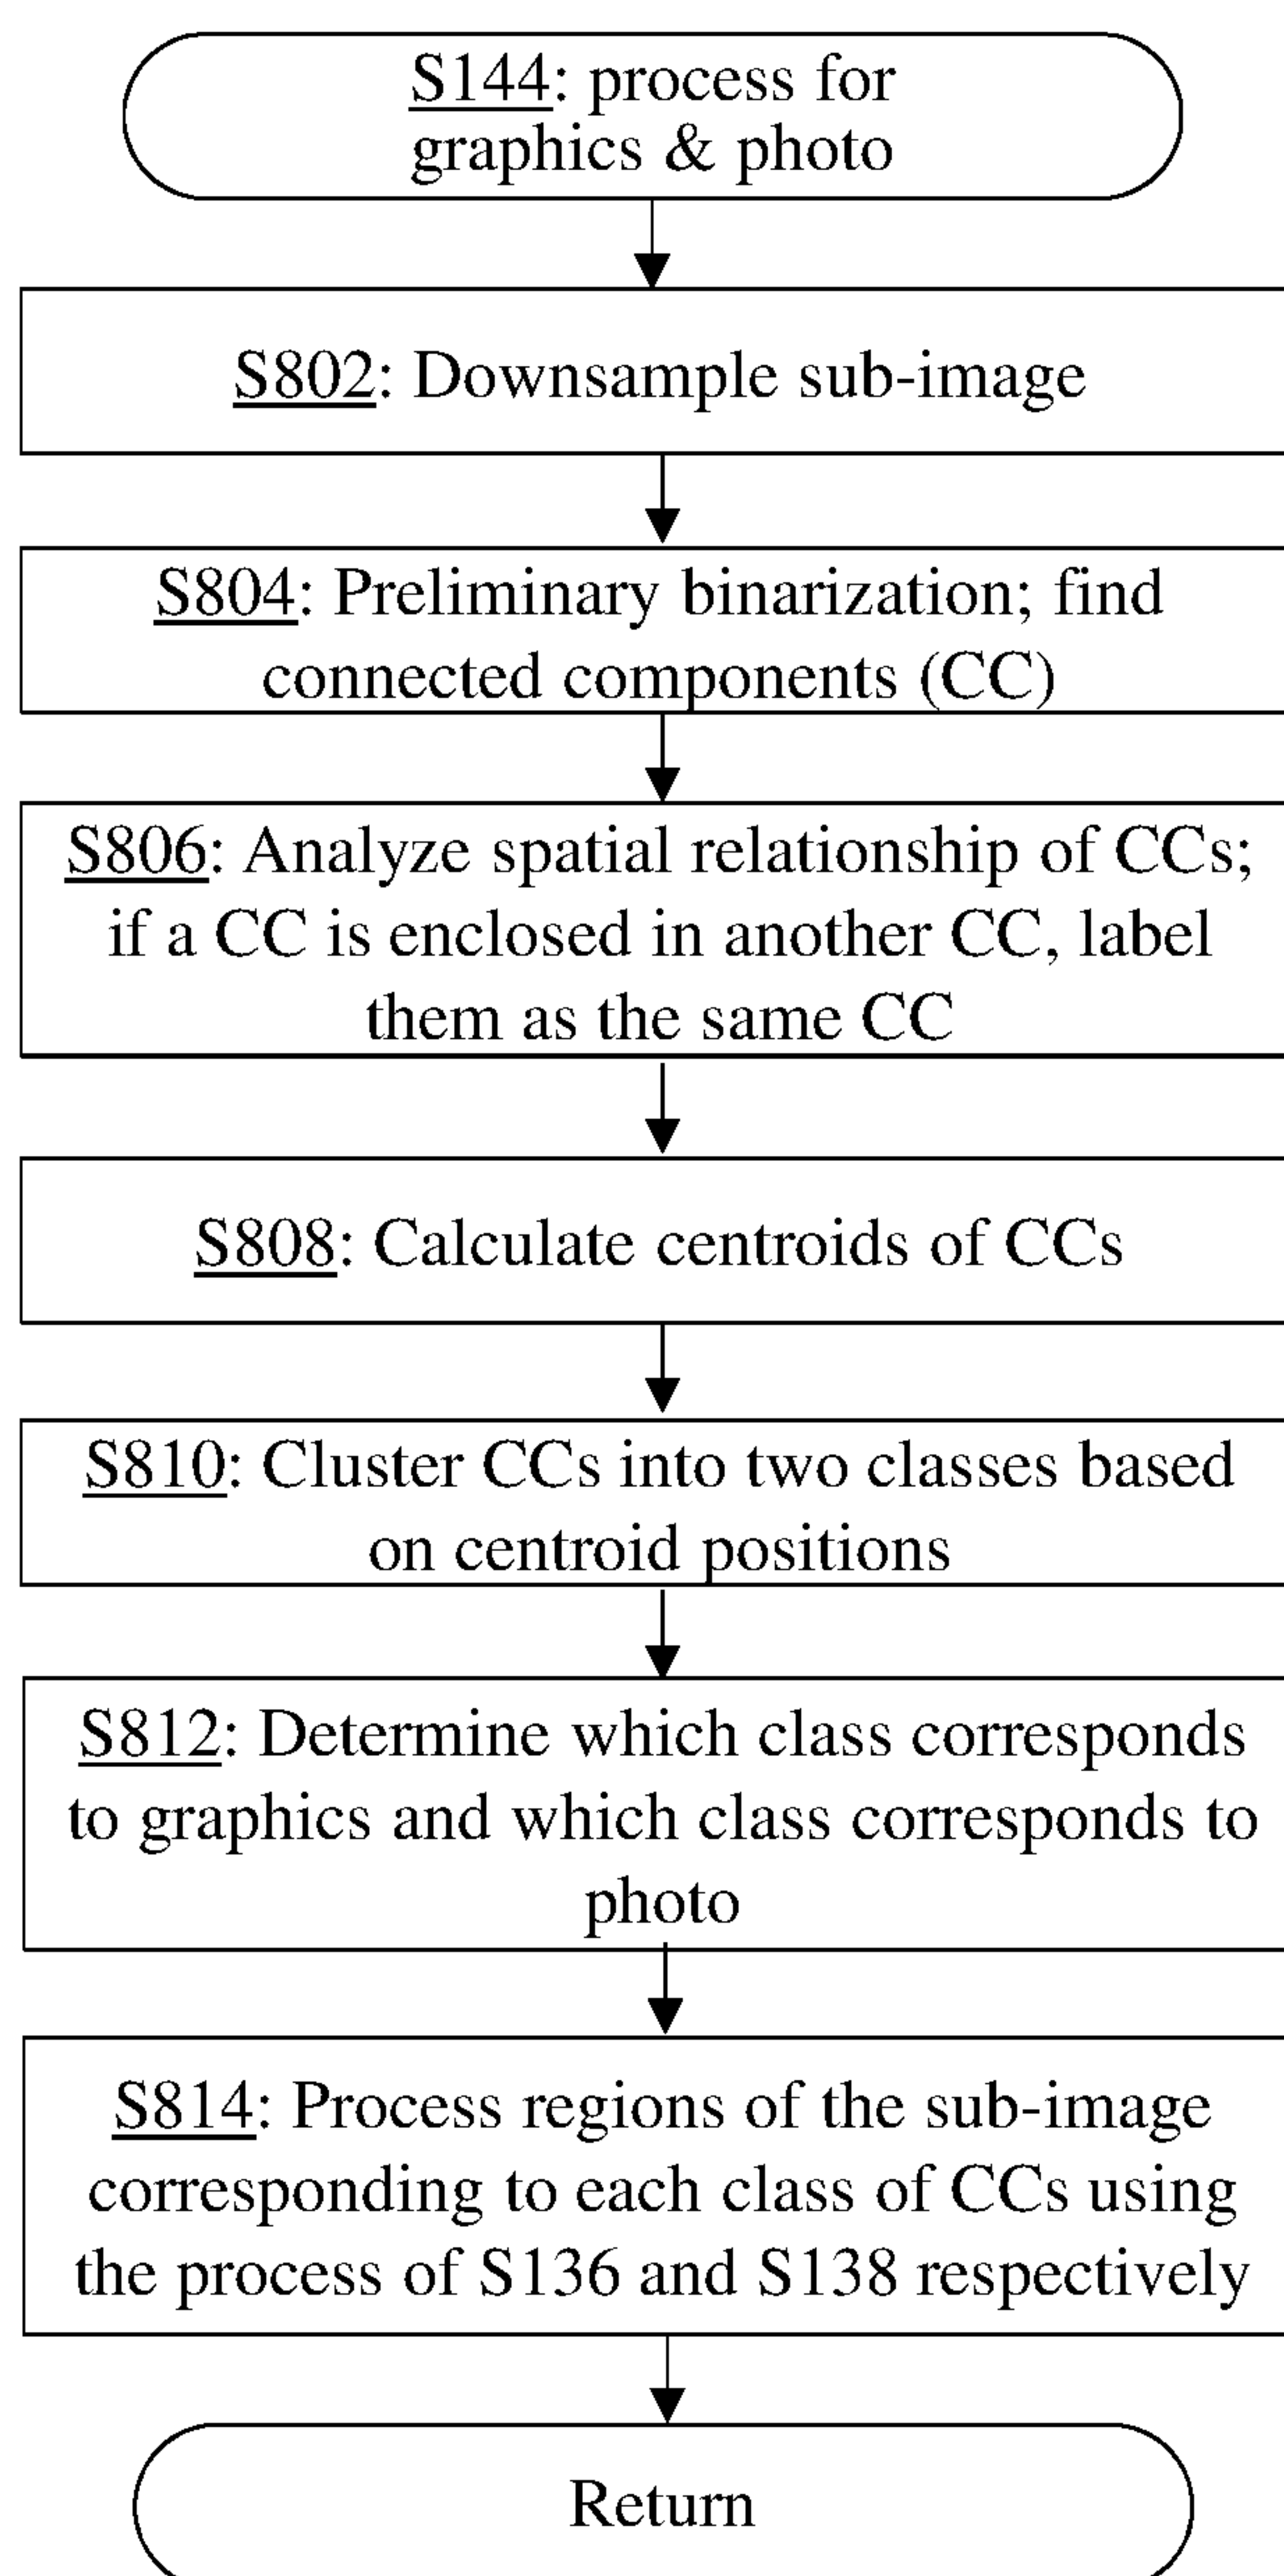 S144: process for
graphics & photo
S802: Downsample sub-image
S804: Preliminary binarization; find
connected components (CC)
S806: Analyze spatial relationship of CCs;
if a CC is enclosed in another CC, label
them as the same CC
S808: Calculate centroids of CCs
S810: Cluster CCs into two classes based
on centroid positions
S812: Determine which class corresponds
to graphics and which class corresponds to
photo
S814: Process regions of the sub-image
corresponding to each class of CCs using
the process of S136 and S138 respectively
Return